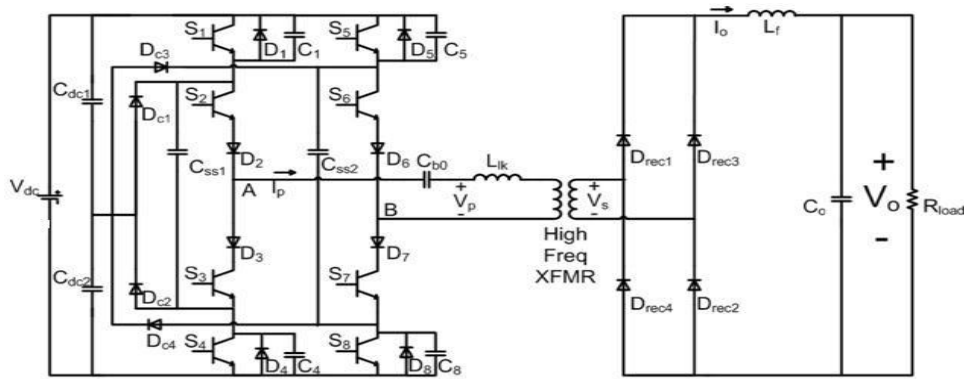 S1
D1
C1
S5
D5
C5
Io
Lf
Dc3
Cdc1
Dc1
S2
S6
Css1
D2
Css2
D6
Cb0
Llk
Drec1
Drec3
Vdc
A
Ip
B
+
Vp
-
+
Vs
-
Co
+
Vo
-
Rload
High
Freq
XFMR
D3
D7
Cdc2
Dc2
S3
S7
Drec4
Drec2
Dc4
S4
D4
C4
S8
D8
C8